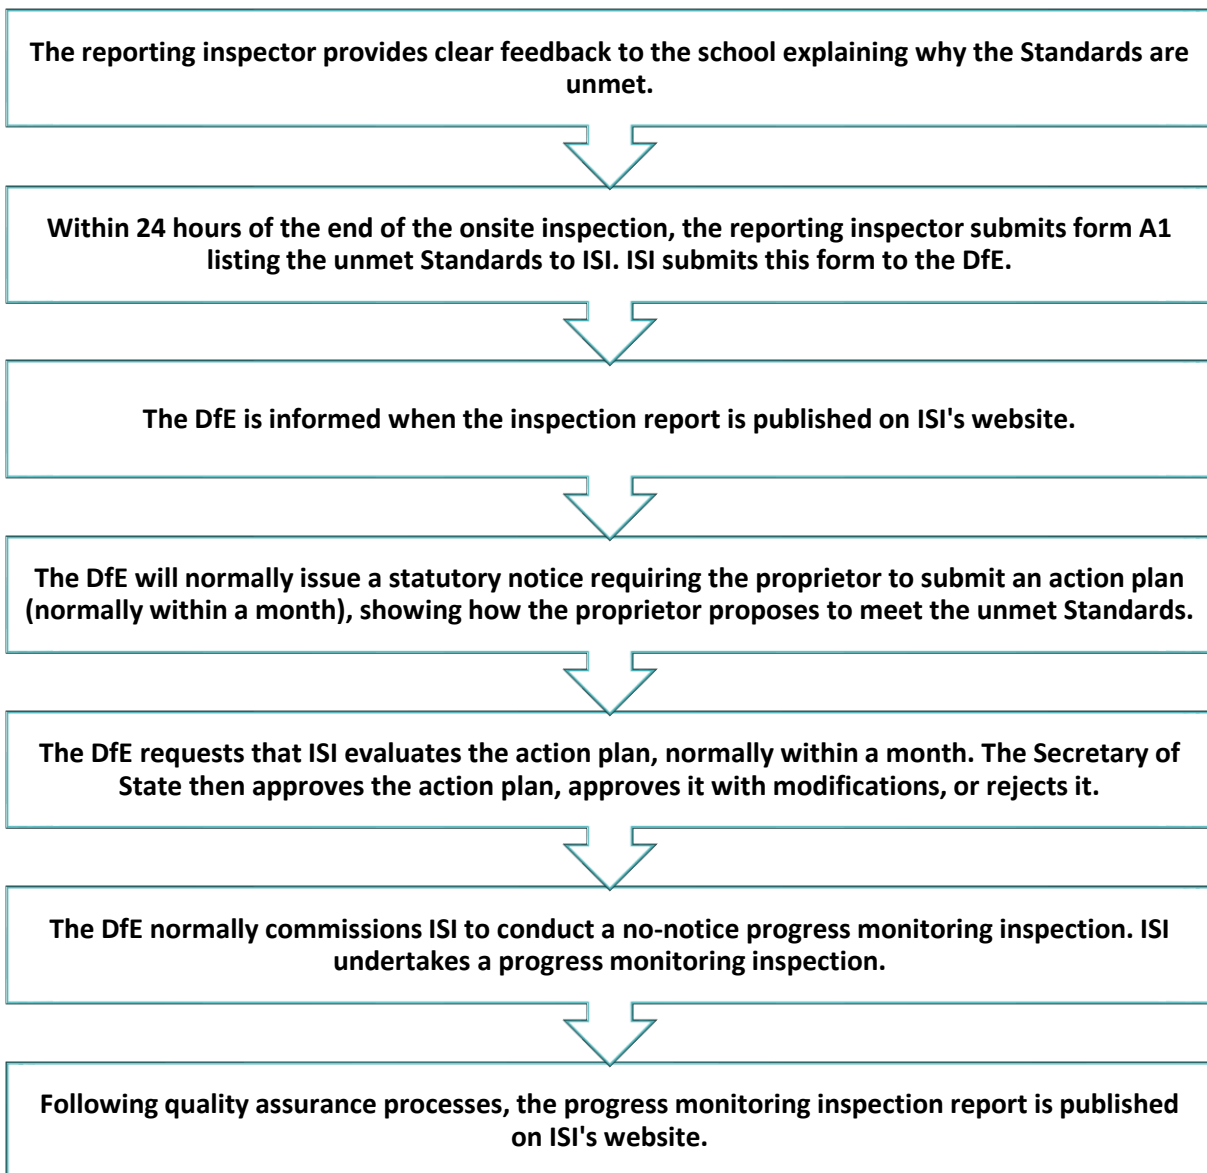 The reporting inspector provides clear feedback to the school explaining why the Standards are
unmet.
Within 24 hours of the end of the onsite inspection, the reporting inspector submits form A1
listing the unmet Standards to ISI. ISI submits this form to the DfE.
The DfE is informed when the inspection report is published on ISI's website.
The DfE will normally issue a statutory notice requiring the proprietor to submit an action plan
(normally within a month), showing how the proprietor proposes to meet the unmet Standards.
The DfE requests that ISI evaluates the action plan, normally within a month. The Secretary of
State then approves the action plan, approves it with modifications, or rejects it.
The DfE normally commissions ISI to conduct a no-notice progress monitoring inspection. ISI
undertakes a progress monitoring inspection.
Following quality assurance processes, the progress monitoring inspection report is published
on ISI's website.